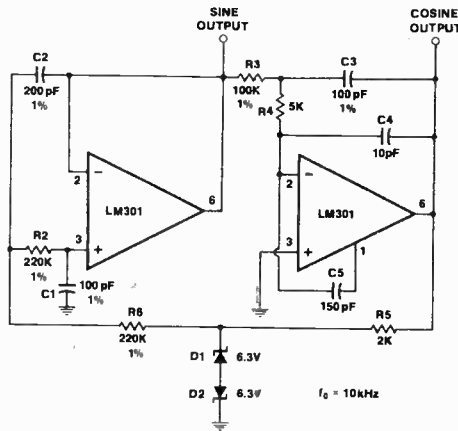 SINE
OUTPUT
COSINE
OUTPUT
C2
200 pF
1%
R3
100K
1%
R4
5K
C3
100 pF
1%
C4
10pF
2
LM301
6
3
R2
220K
1%
C1
100 pF
1%
2
LM301
6
3
1
C5
150 pF
R6
220K
1%
R5
2K
D1
6.3V
D2
6.3V
f₀ = 10kHz